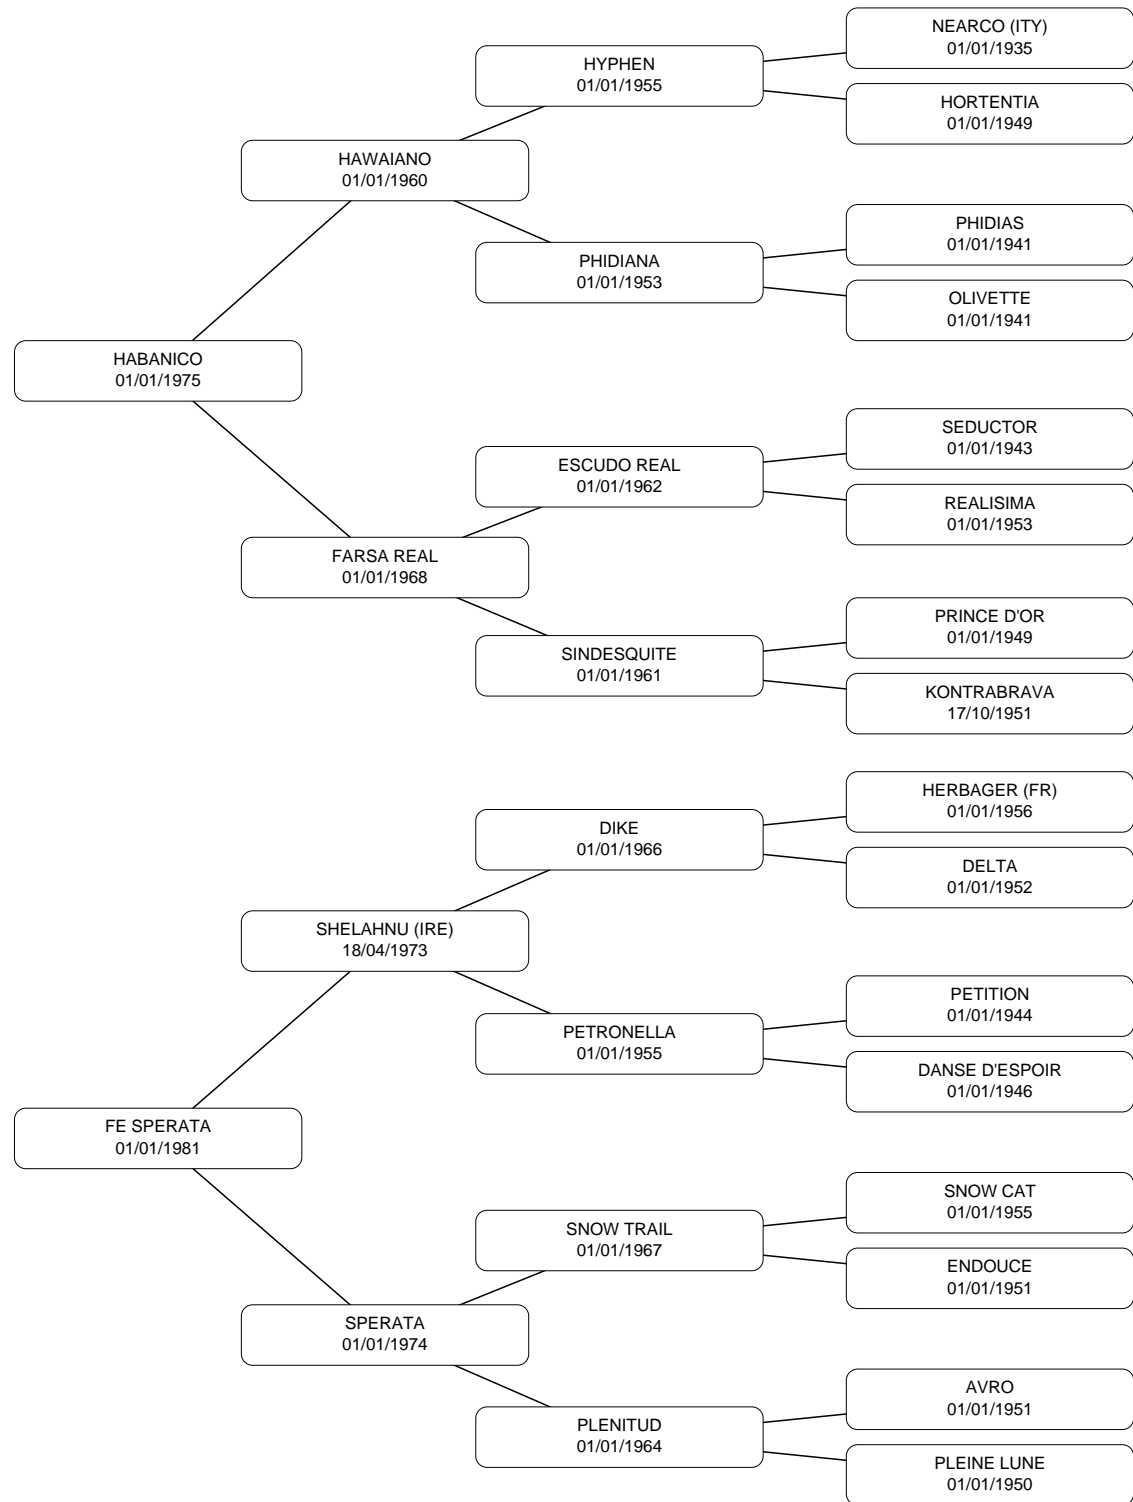 NEARCO (ITY)
01/01/1935
HYPHEN
01/01/1955
HORTENTIA
01/01/1949
HAWAIANO
01/01/1960
PHIDIAS
01/01/1941
PHIDIANA
01/01/1953
OLIVETTE
01/01/1941
HABANICO
01/01/1975
SEDUCTOR
01/01/1943
ESCUDO REAL
01/01/1962
REALISIMA
01/01/1953
FARSA REAL
01/01/1968
PRINCE D'OR
01/01/1949
SINDESQUITE
01/01/1961
KONTRABRAVA
17/10/1951
HERBAGER (FR)
01/01/1956
DIKE
01/01/1966
DELTA
01/01/1952
SHELAHNU (IRE)
18/04/1973
PETITION
01/01/1944
PETRONELLA
01/01/1955
DANSE D'ESPOIR
01/01/1946
FE SPERATA
01/01/1981
SNOW CAT
01/01/1955
SNOW TRAIL
01/01/1967
ENDOUCE
01/01/1951
SPERATA
01/01/1974
AVRO
01/01/1951
PLENITUD
01/01/1964
PLEINE LUNE
01/01/1950